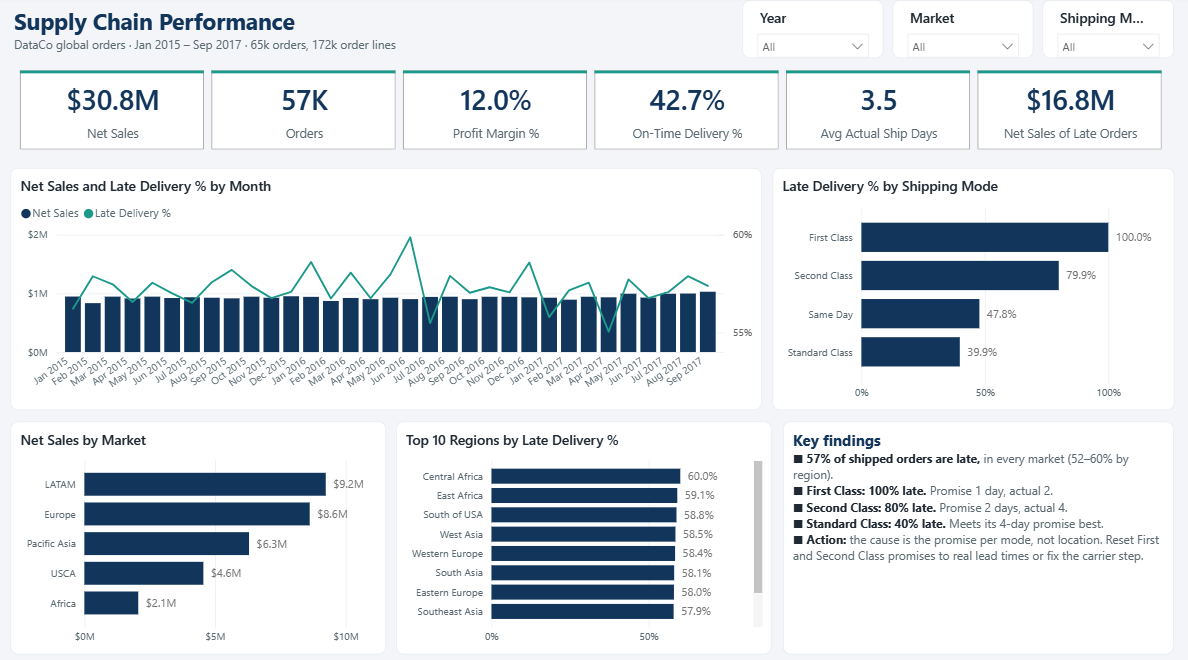 Supply Chain Performance
DataCo global orders · Jan 2015 – Sep 2017 · 65k orders, 172k order lines
Year
All
Market
All
Shipping M...
All
$30.8M
Net Sales
57K
Orders
12.0%
Profit Margin %
42.7%
On-Time Delivery %
3.5
Avg Actual Ship Days
$16.8M
Net Sales of Late Orders
Net Sales and Late Delivery % by Month
Net Sales Late Delivery %
$2M
$1M
$0M
60%
55%
Jan 2015
Feb 2015
Mar 2015
Apr 2015
May 2015
Jun 2015
Jul 2015
Aug 2015
Sep 2015
Oct 2015
Nov 2015
Dec 2015
Jan 2016
Feb 2016
Mar 2016
Apr 2016
May 2016
Jun 2016
Jul 2016
Aug 2016
Sep 2016
Oct 2016
Nov 2016
Dec 2016
Jan 2017
Feb 2017
Mar 2017
Apr 2017
May 2017
Jun 2017
Jul 2017
Aug 2017
Sep 2017
Late Delivery % by Shipping Mode
First Class 100.0%
Second Class 79.9%
Same Day 47.8%
Standard Class 39.9%
0% 50% 100%
Net Sales by Market
LATAM $9.2M
Europe $8.6M
Pacific Asia $6.3M
USCA $4.6M
Africa $2.1M
$0M $5M $10M
Top 10 Regions by Late Delivery %
Central Africa 60.0%
East Africa 59.1%
South of USA 58.8%
West Asia 58.5%
Western Europe 58.4%
South Asia 58.1%
Eastern Europe 58.0%
Southeast Asia 57.9%
0% 50%
Key findings
■ 57% of shipped orders are late, in every market (52–60% by
region).
■ First Class: 100% late. Promise 1 day, actual 2.
■ Second Class: 80% late. Promise 2 days, actual 4.
■ Standard Class: 40% late. Meets its 4-day promise best.
■ Action: the cause is the promise per mode, not location. Reset First
and Second Class promises to real lead times or fix the carrier step.